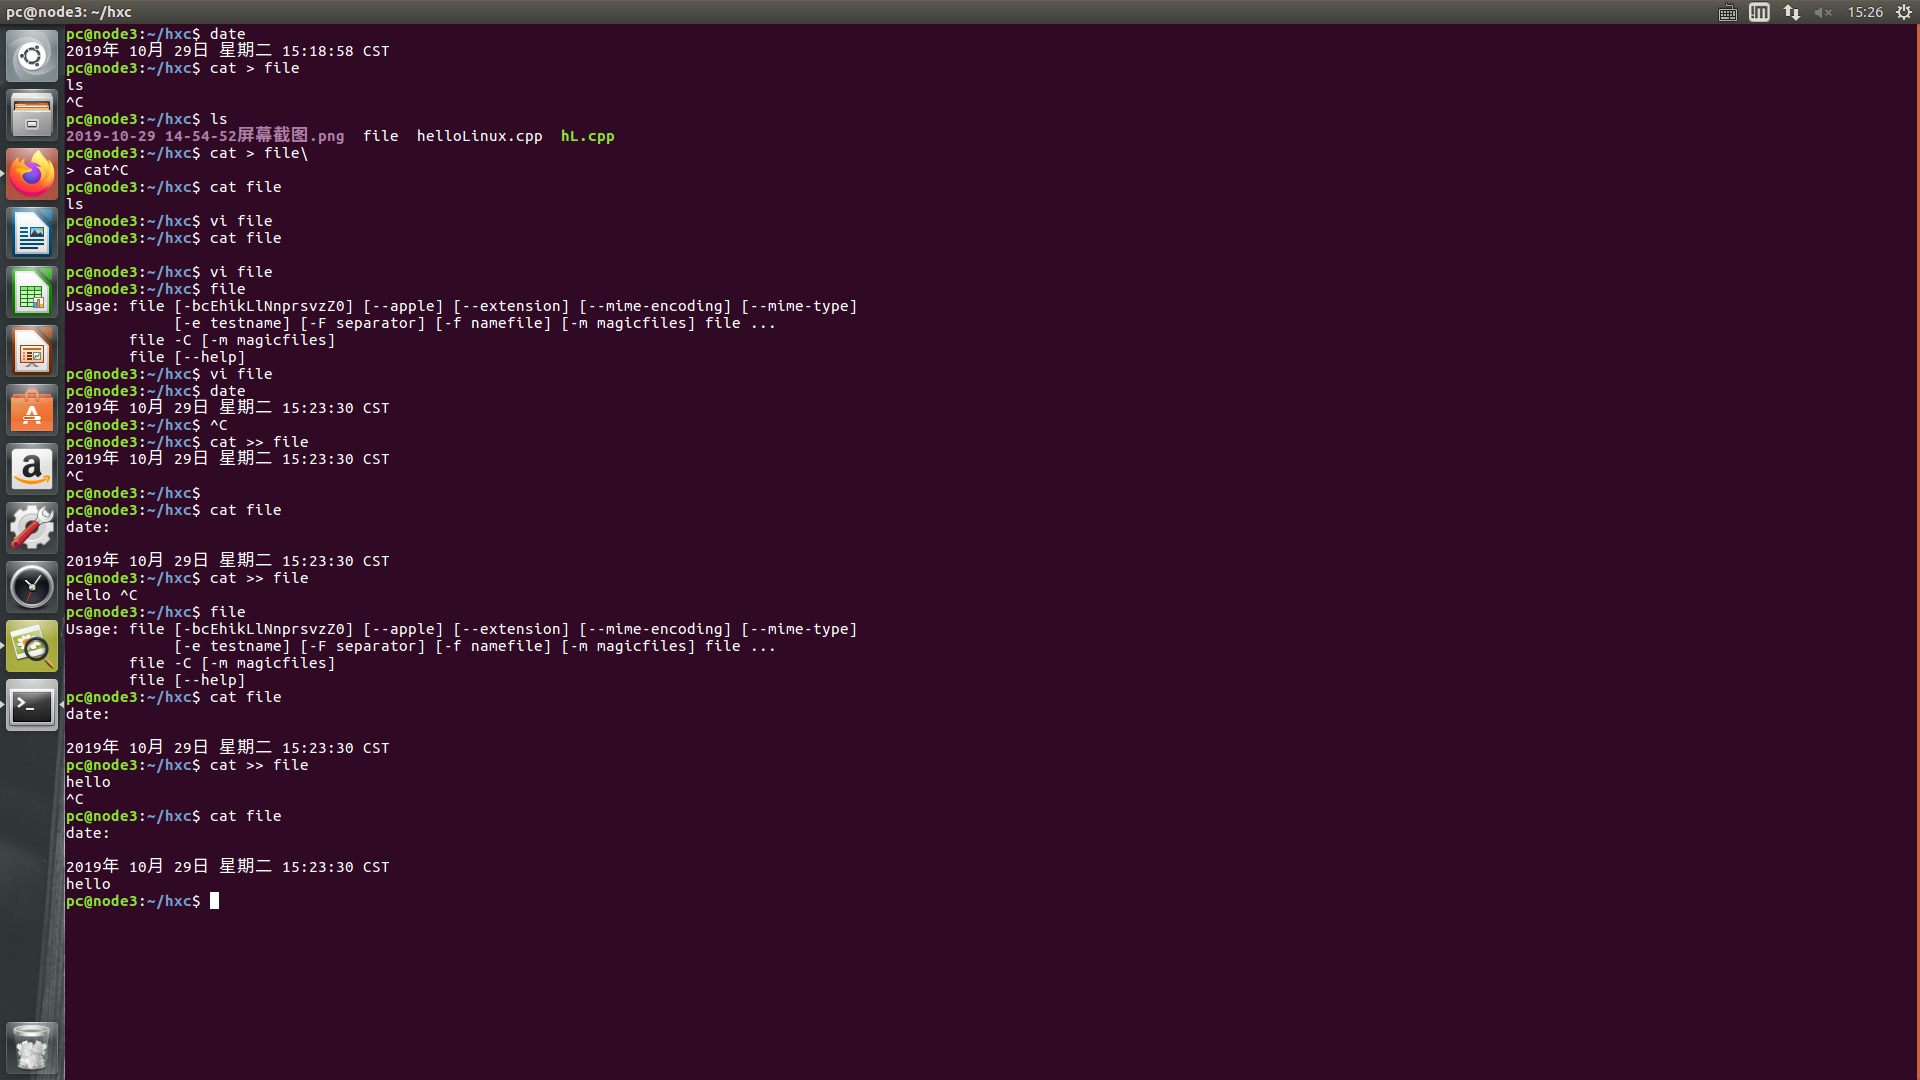 pc@node3: ~/hxc
15:26
pc@node3:~/hxc$ date
2019年 10月 29日 星期二 15:18:58 CST
pc@node3:~/hxc$ cat > file
ls
^C
pc@node3:~/hxc$ ls
2019-10-29 14-54-52屏幕截图.png  file  helloLinux.cpp  hL.cpp
pc@node3:~/hxc$ cat > file\
> cat^C
pc@node3:~/hxc$ cat file
ls
pc@node3:~/hxc$ vi file
pc@node3:~/hxc$ cat file

pc@node3:~/hxc$ vi file
pc@node3:~/hxc$ file
Usage: file [-bcEhikLlNnprsvzZ0] [--apple] [--extension] [--mime-encoding] [--mime-type]
            [-e testname] [-F separator] [-f namefile] [-m magicfiles] file ...
       file -C [-m magicfiles]
       file [--help]
pc@node3:~/hxc$ vi file
pc@node3:~/hxc$ date
2019年 10月 29日 星期二 15:23:30 CST
pc@node3:~/hxc$ ^C
pc@node3:~/hxc$ cat >> file
2019年 10月 29日 星期二 15:23:30 CST
^C
pc@node3:~/hxc$
pc@node3:~/hxc$ cat file
date:

2019年 10月 29日 星期二 15:23:30 CST
pc@node3:~/hxc$ cat >> file
hello ^C
pc@node3:~/hxc$ file
Usage: file [-bcEhikLlNnprsvzZ0] [--apple] [--extension] [--mime-encoding] [--mime-type]
            [-e testname] [-F separator] [-f namefile] [-m magicfiles] file ...
       file -C [-m magicfiles]
       file [--help]
pc@node3:~/hxc$ cat file
date:

2019年 10月 29日 星期二 15:23:30 CST
pc@node3:~/hxc$ cat >> file
hello
^C
pc@node3:~/hxc$ cat file
date:

2019年 10月 29日 星期二 15:23:30 CST
hello
pc@node3:~/hxc$